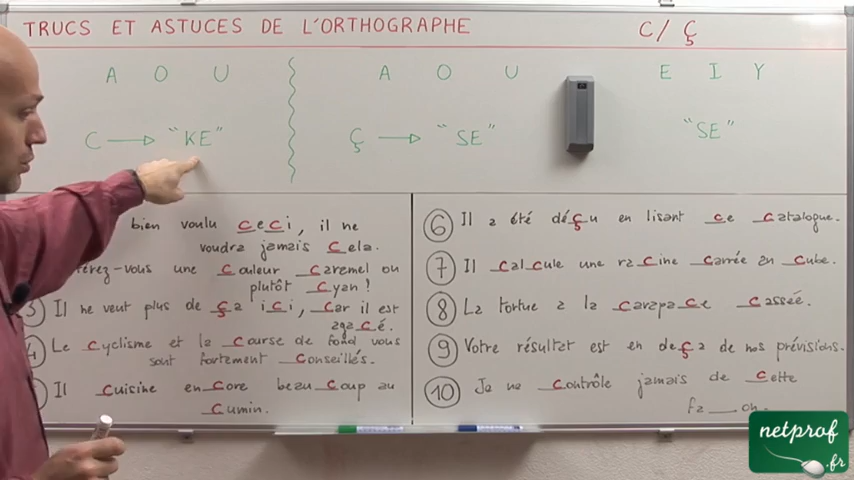 TRUCS ET ASTUCES DE L'ORTHOGRAPHE
C/Ç
A O U
A O U
E I Y
C → "KE"
Ç → "SE"
"SE"
bien voulu ceci, il ne
voudra jamais cela.
érez-vous une couleur caramel ou
plutôt cyan !
3 Il ne veut plus de ça ici, car il est
agacé.
4 Le cyclisme et la course de fond vous
sont fortement conseillés.
Il cuisine encore beaucoup au
cumin.
6 Il a été déçu en lisant ce catalogue.
7 Il calcule une racine carrée en cube.
8 La tortue a la carapace cassée.
9 Votre résultat est en deça de nos prévisions.
10 Je ne contrôle jamais de cette
fa__on.
netprof
.fr